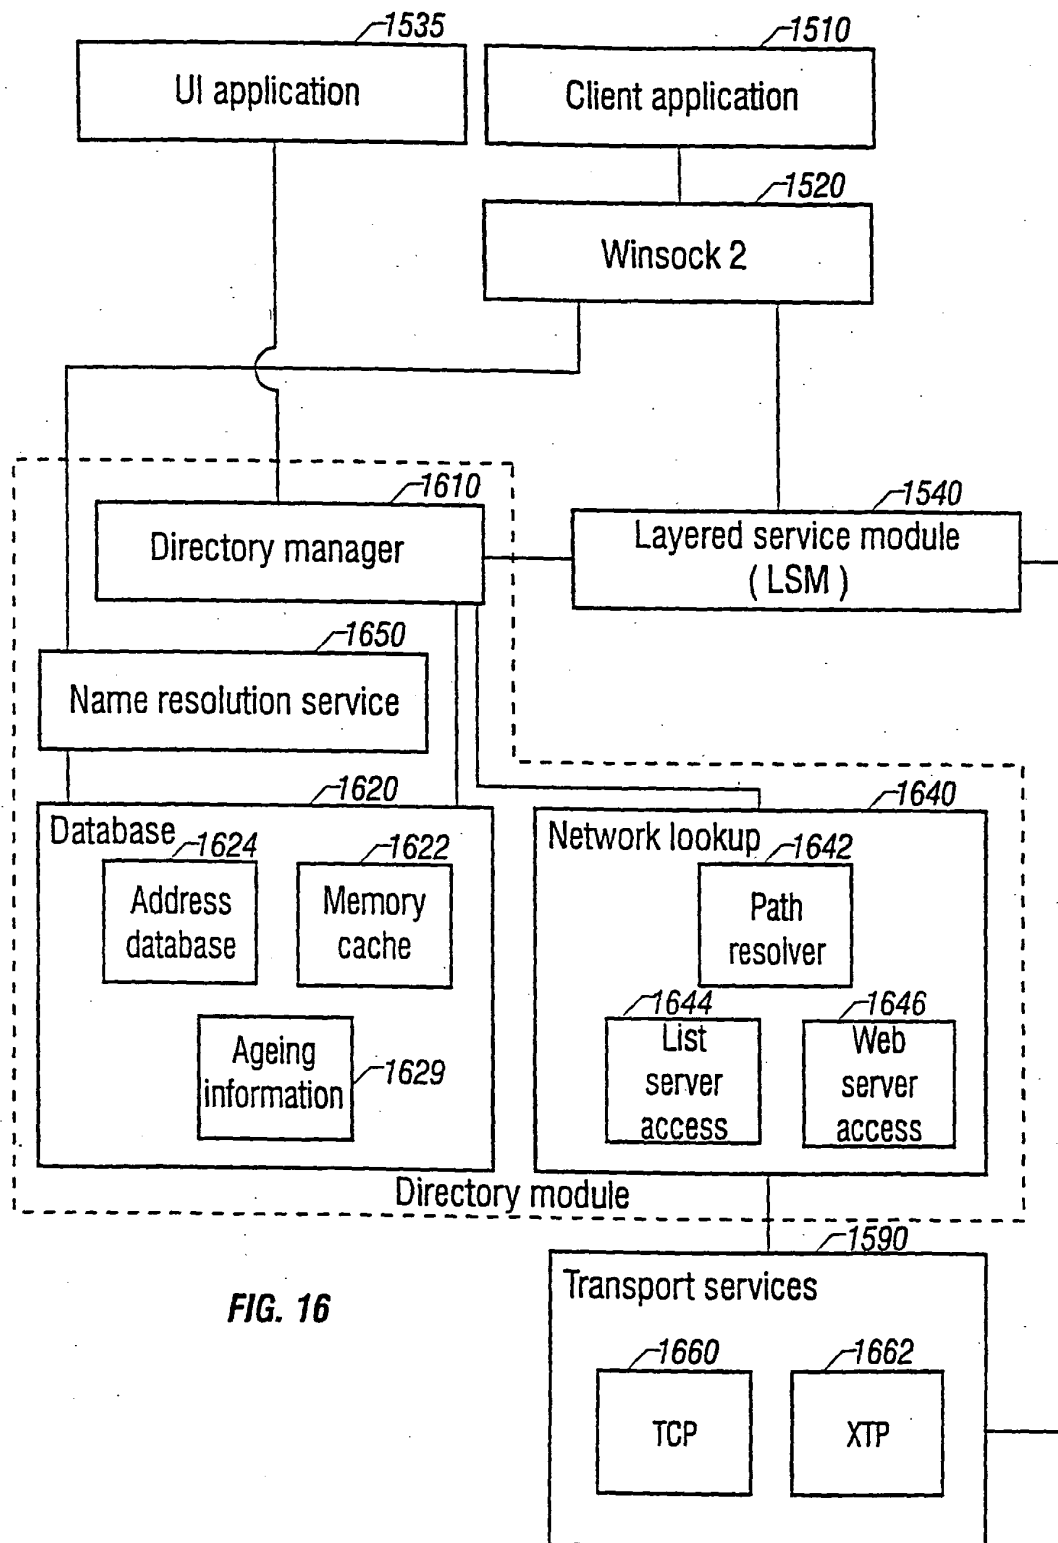 1535
UI application
1510
Client application
1520
Winsock 2
1610
Directory manager
1540
Layered service module
( LSM )
1650
Name resolution service
1620
Database
1624
Address
database
1622
Memory
cache
Ageing
information
1629
1640
Network lookup
1642
Path
resolver
1644
List
server
access
1646
Web
server
access
Directory module
1590
Transport services
1660
TCP
1662
XTP
FIG. 16